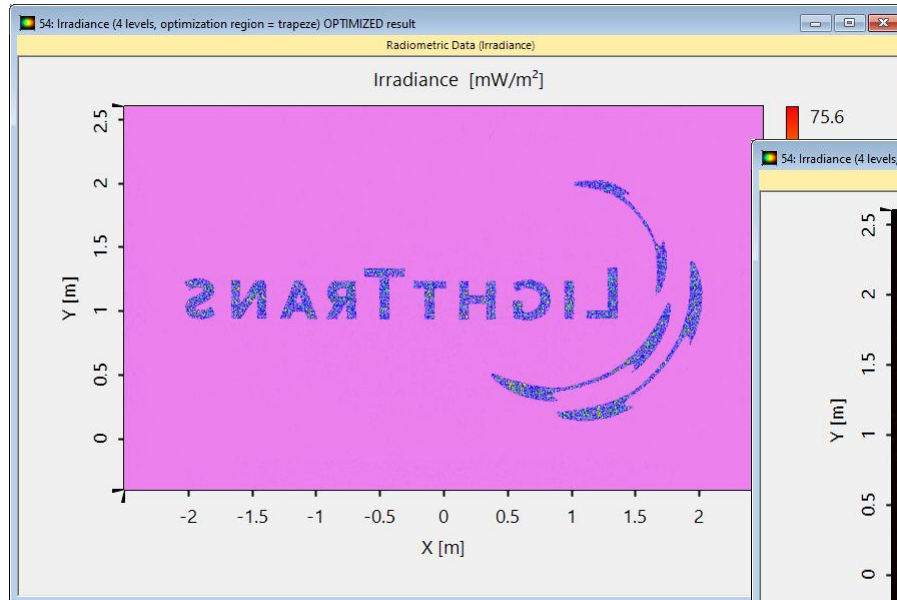 54: Irradiance (4 levels, optimization region = trapeze) OPTIMIZED result
Radiometric Data (Irradiance)
Irradiance [mW/m²]
75.6
54: Irradiance (4 levels,
2.5
2
1.5
1
0.5
0
Y [m]
LIGHTTRANS
-2 -1.5 -1 -0.5 0 0.5 1 1.5 2
X [m]
2.5
2
1.5
1
0.5
0
Y [m]